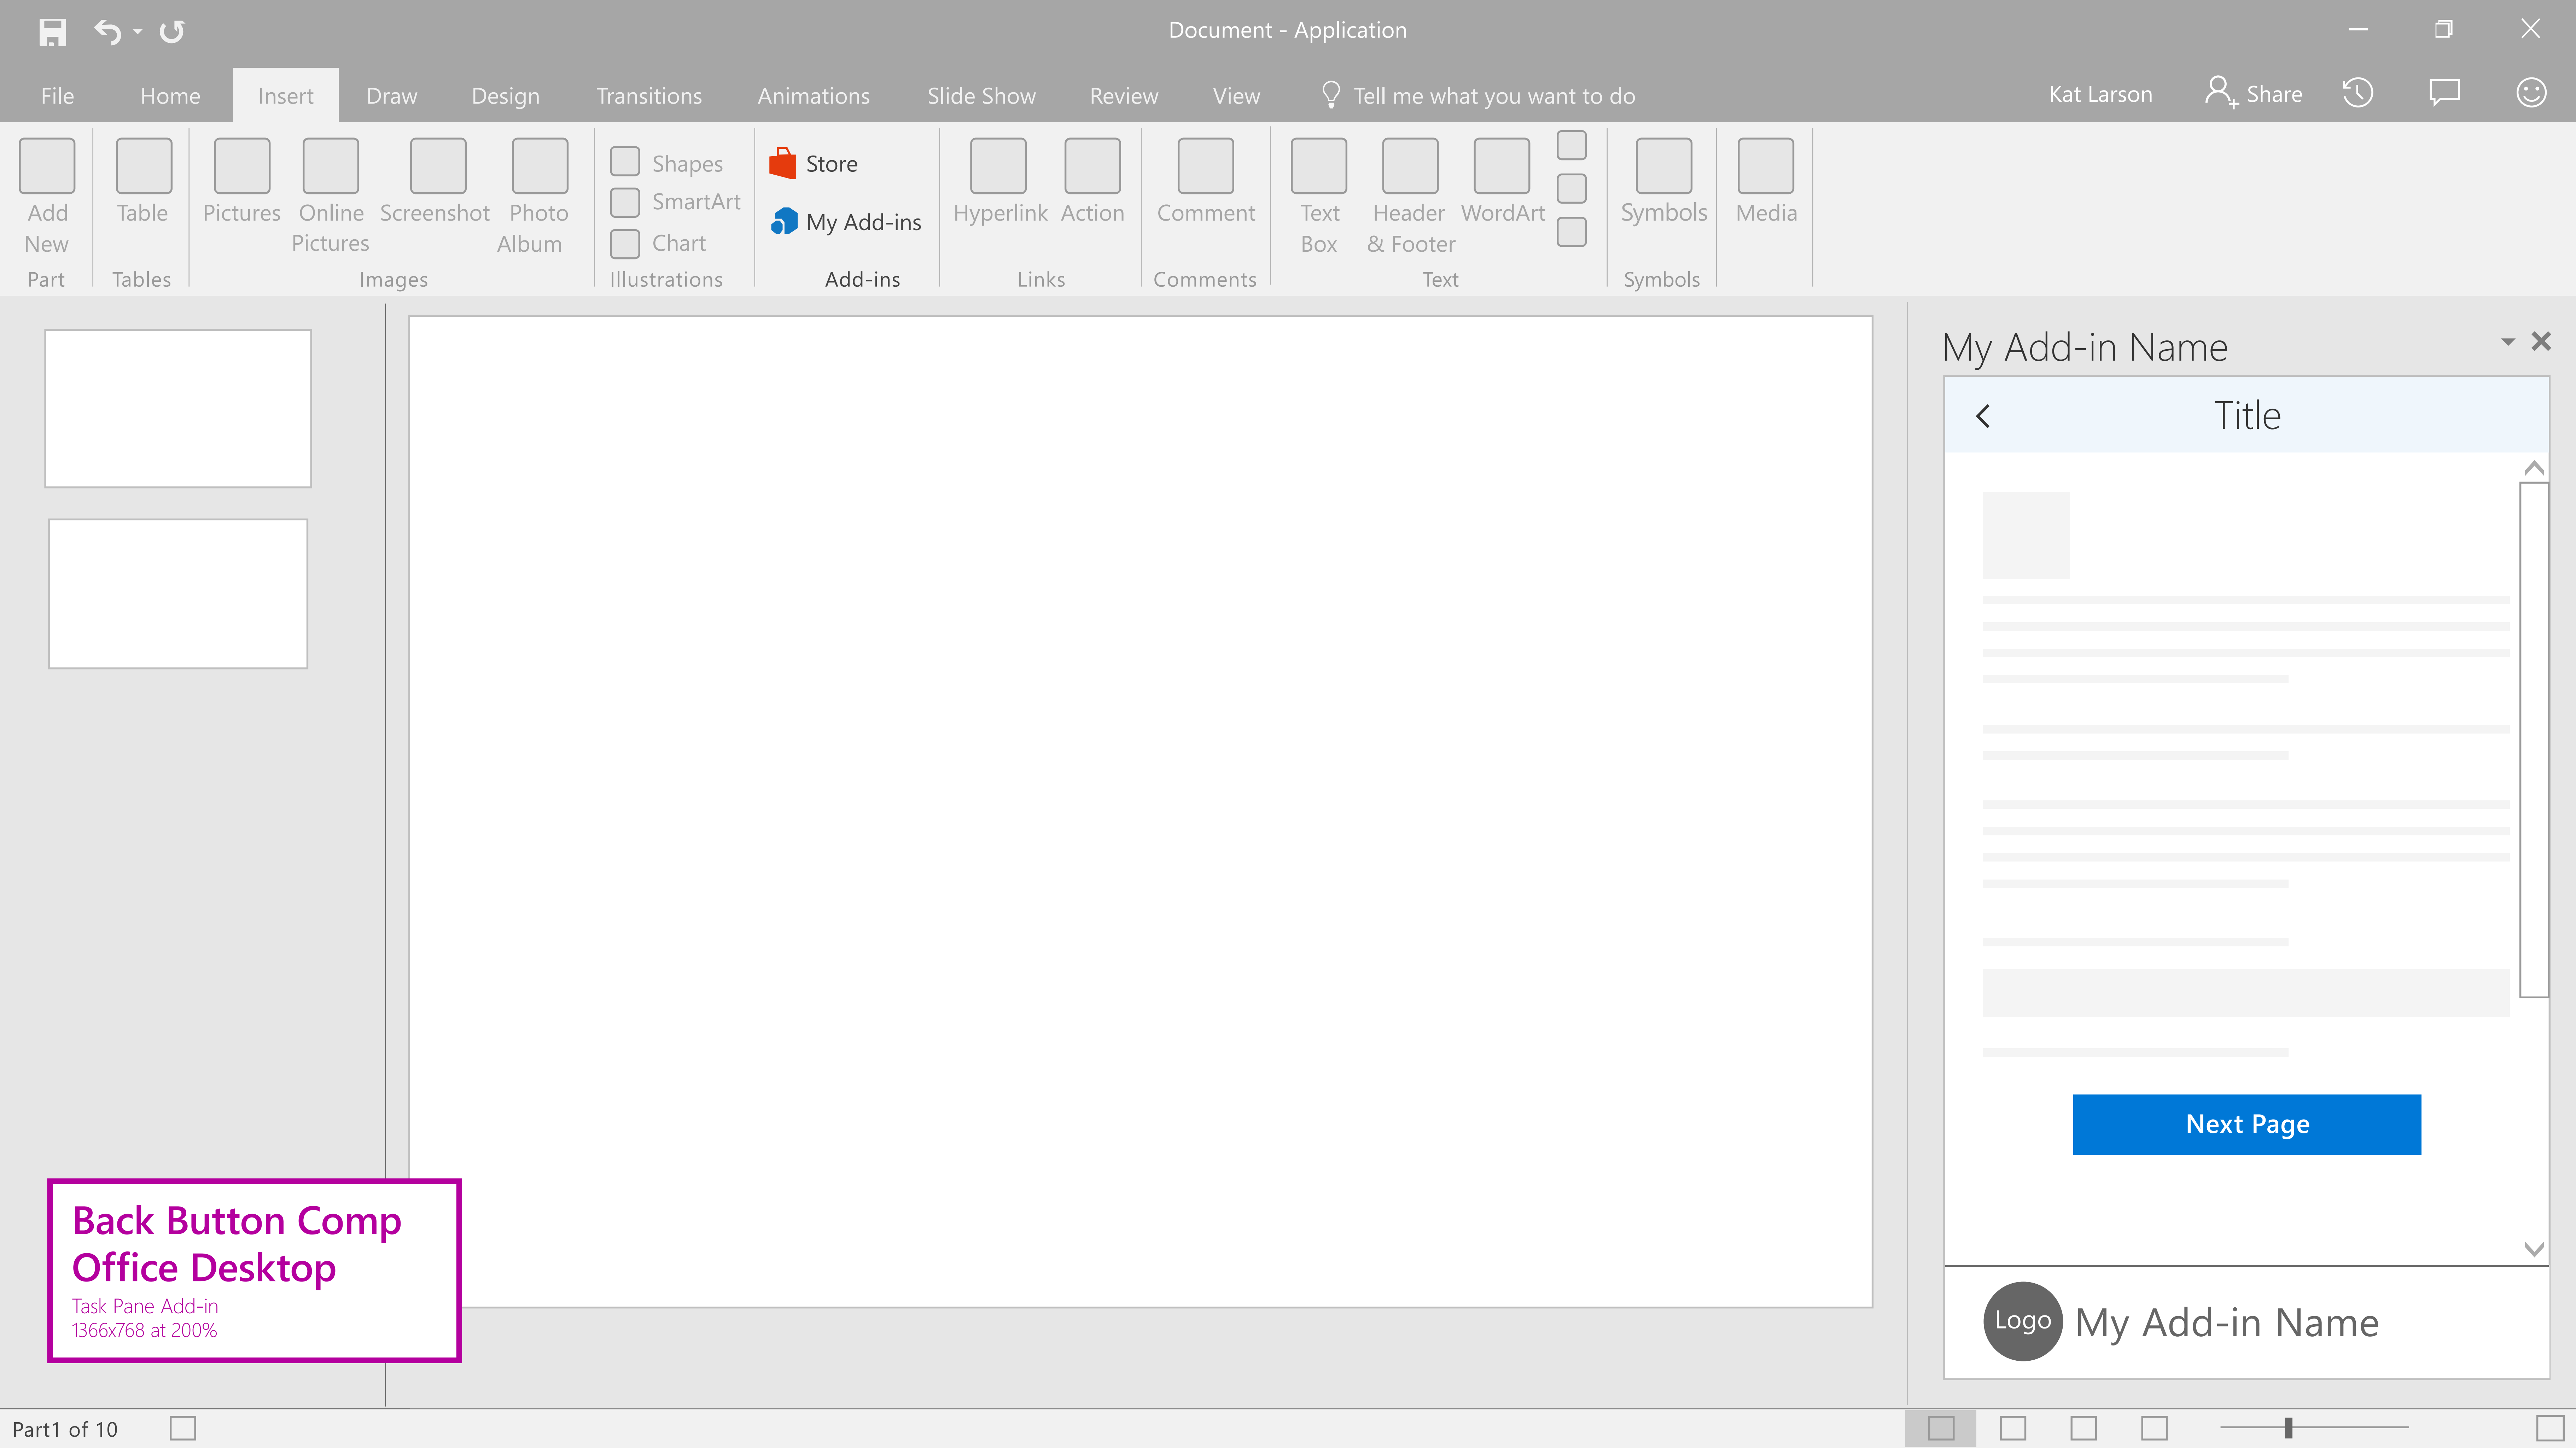 Document - Application
File Home Insert Draw Design Transitions Animations Slide Show Review View Tell me what you want to do Kat Larson Share
Add New
Table
Pictures
Online Pictures
Screenshot
Photo Album
Shapes
SmartArt
Chart
Store
My Add-ins
Hyperlink
Action
Comment
Text Box
Header & Footer
WordArt
Symbols
Media
Part Tables Images Illustrations Add-ins Links Comments Text Symbols
My Add-in Name
Title
Next Page
Logo My Add-in Name
Back Button Comp
Office Desktop
Task Pane Add-in
1366x768 at 200%
Part1 of 10